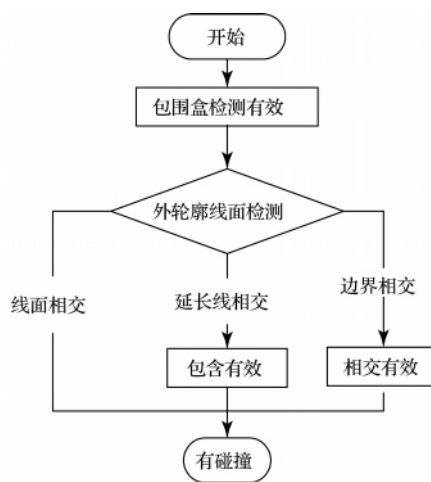 开始
包围盒检测有效
外轮廓线面检测
线面相交
延长线相交
边界相交
包含有效
相交有效
有碰撞